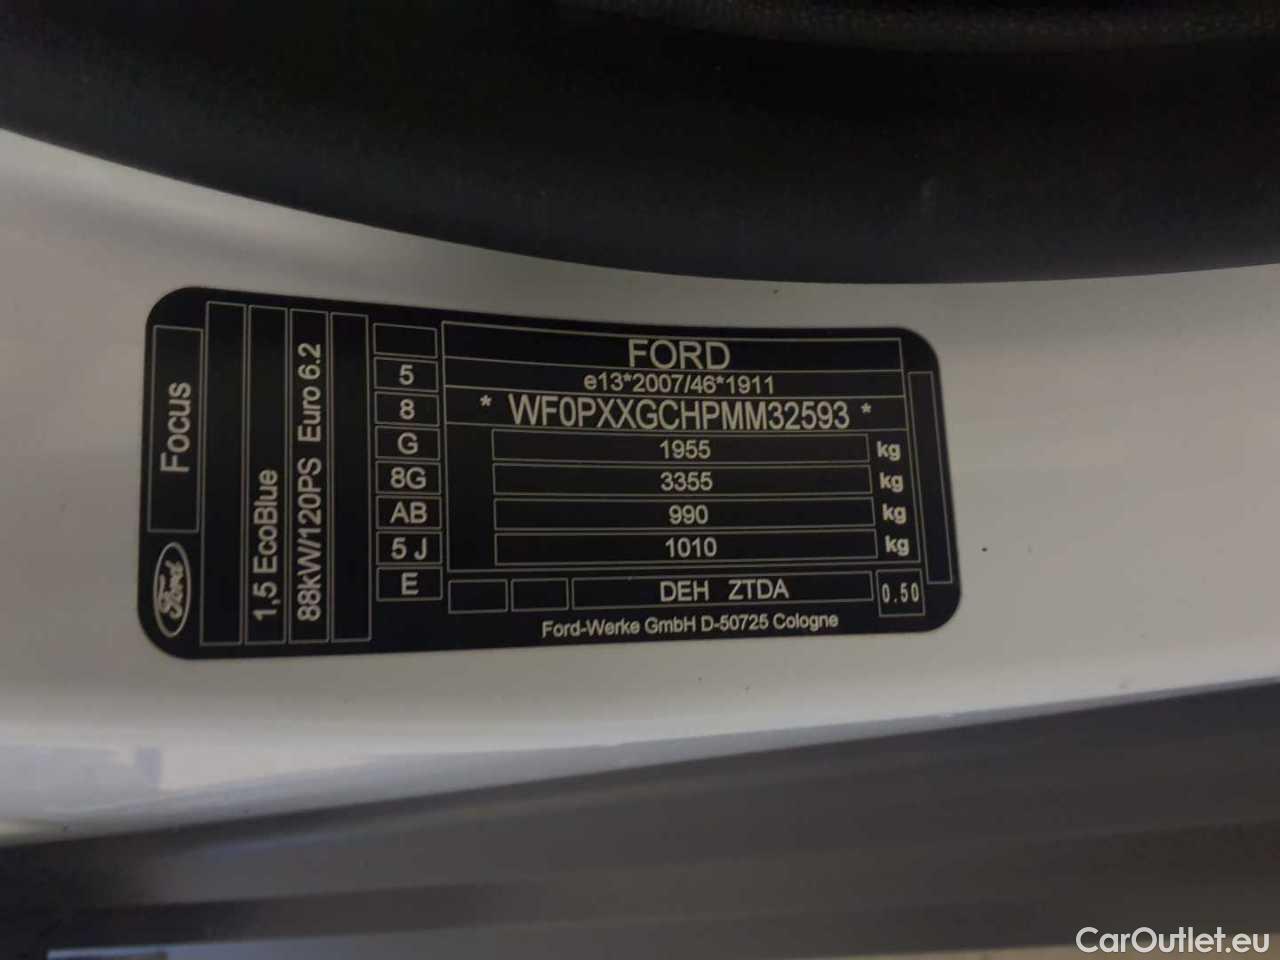 Focus
Ford
1,5 EcoBlue
88kW/120PS Euro 6.2
5
8
G
8G
AB
5 J
E
FORD
e13*2007/46*1911
* WF0PXXGCHPMM32593 *
1955 kg
3355 kg
990 kg
1010 kg
DEH ZTDA 0.50
Ford-Werke GmbH D-50725 Cologne
CarOutlet.eu